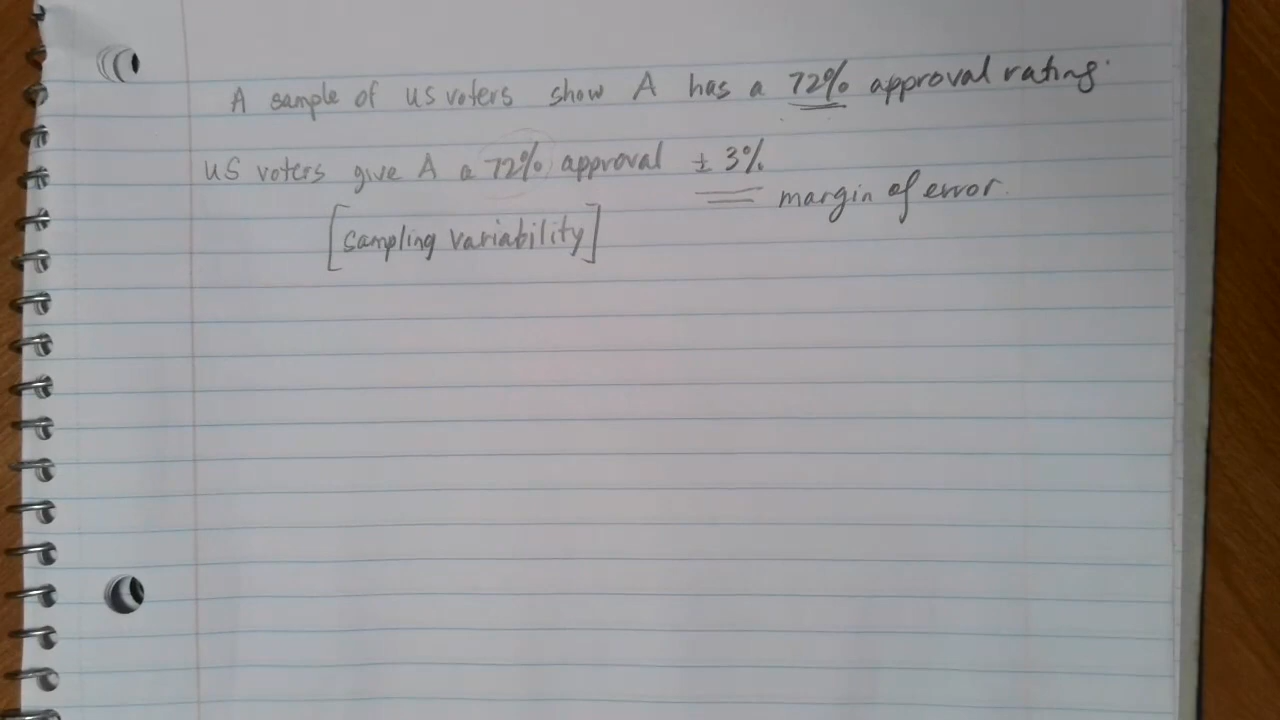 A sample of us voters show A has a 72% approval rating.
US voters give A a 72% approval ± 3%
margin of error.
[sampling variability]